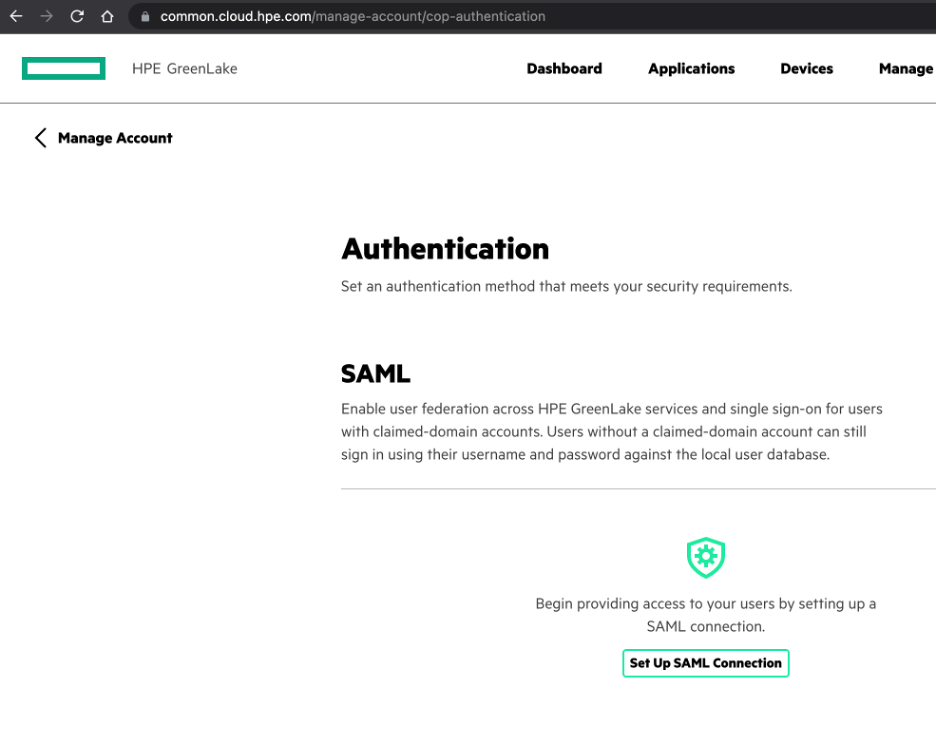 common.cloud.hpe.com/manage-account/cop-authentication
HPE GreenLake
Dashboard
Applications
Devices
Manage
Manage Account
Authentication
Set an authentication method that meets your security requirements.
SAML
Enable user federation across HPE GreenLake services and single sign-on for users
with claimed-domain accounts. Users without a claimed-domain account can still
sign in using their username and password against the local user database.
Begin providing access to your users by setting up a
SAML connection.
Set Up SAML Connection